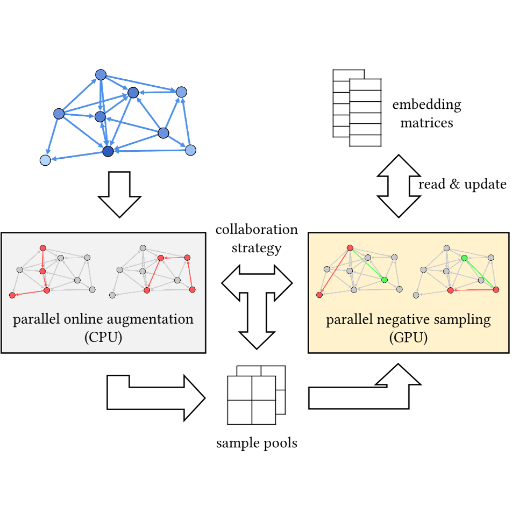 embedding
matrices
read & update
collaboration
strategy
parallel online augmentation
(CPU)
parallel negative sampling
(GPU)
sample pools